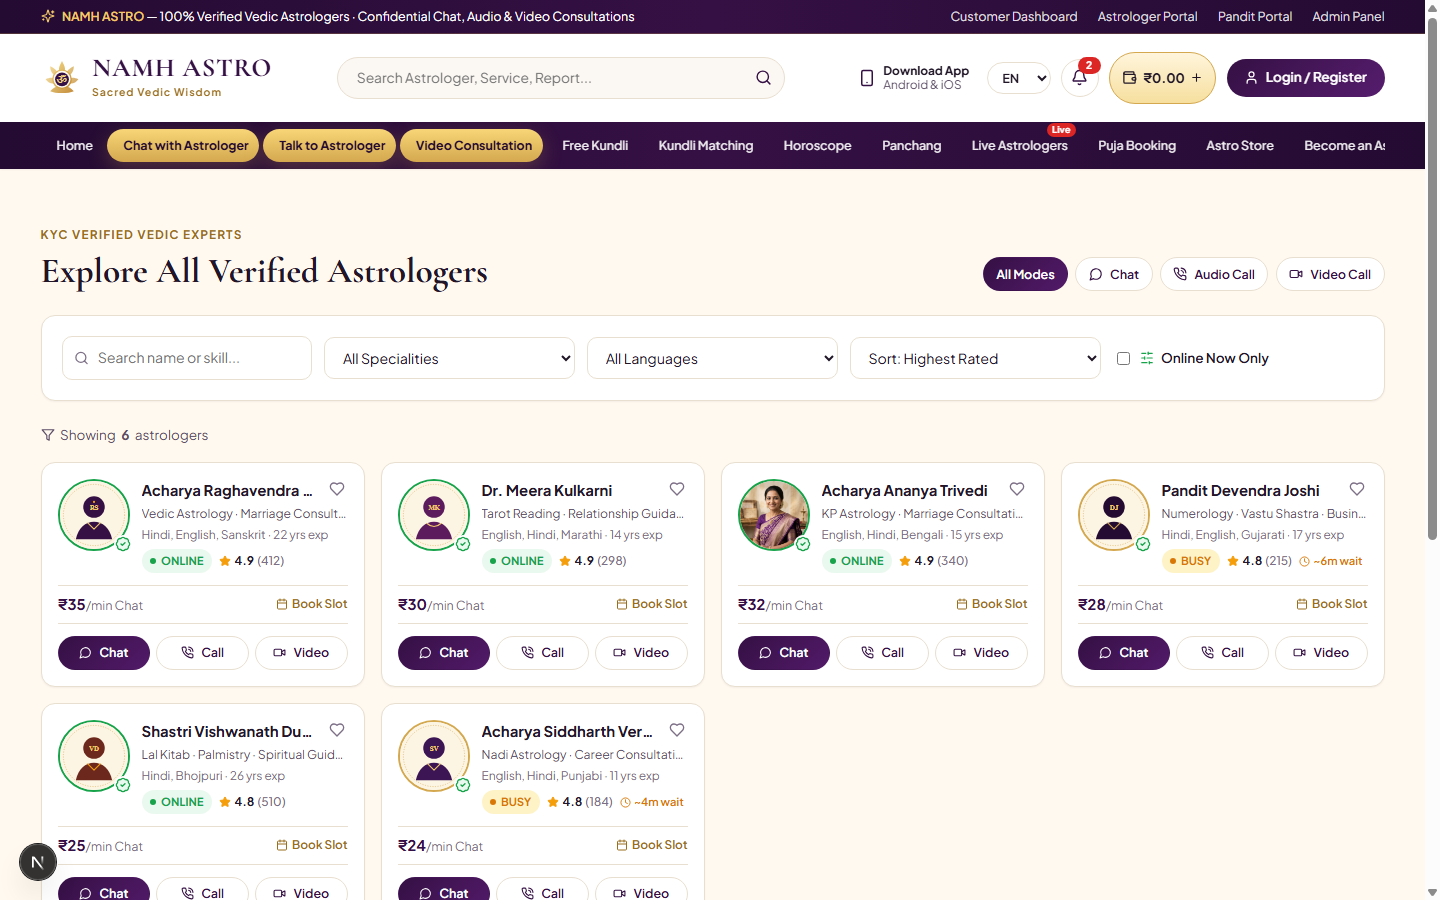 NAMH ASTRO — 100% Verified Vedic Astrologers · Confidential Chat, Audio & Video Consultations
Customer Dashboard Astrologer Portal Pandit Portal Admin Panel
NAMH ASTRO
Sacred Vedic Wisdom
Search Astrologer, Service, Report...
Download App
Android & iOS
EN
2
₹0.00 +
Login / Register
Home Chat with Astrologer Talk to Astrologer Video Consultation Free Kundli Kundli Matching Horoscope Panchang Live Astrologers Live Puja Booking Astro Store Become an As
KYC VERIFIED VEDIC EXPERTS
Explore All Verified Astrologers
All Modes Chat Audio Call Video Call
Search name or skill... All Specialities All Languages Sort: Highest Rated Online Now Only
Showing 6 astrologers
RS
Acharya Raghavendra ...
Vedic Astrology · Marriage Consult...
Hindi, English, Sanskrit · 22 yrs exp
ONLINE 4.9 (412)
₹35/min Chat Book Slot
Chat Call Video
MK
Dr. Meera Kulkarni
Tarot Reading · Relationship Guida...
English, Hindi, Marathi · 14 yrs exp
ONLINE 4.9 (298)
₹30/min Chat Book Slot
Chat Call Video
Acharya Ananya Trivedi
KP Astrology · Marriage Consultati...
English, Hindi, Bengali · 15 yrs exp
ONLINE 4.9 (340)
₹32/min Chat Book Slot
Chat Call Video
DJ
Pandit Devendra Joshi
Numerology · Vastu Shastra · Busin...
Hindi, English, Gujarati · 17 yrs exp
BUSY 4.8 (215) ~6m wait
₹28/min Chat Book Slot
Chat Call Video
VD
Shastri Vishwanath Du...
Lal Kitab · Palmistry · Spiritual Guid...
Hindi, Bhojpuri · 26 yrs exp
ONLINE 4.8 (510)
₹25/min Chat Book Slot
Chat Call Video
SV
Acharya Siddharth Ver...
Nadi Astrology · Career Consultati...
English, Hindi, Punjabi · 11 yrs exp
BUSY 4.8 (184) ~4m wait
₹24/min Chat Book Slot
Chat Call Video
N